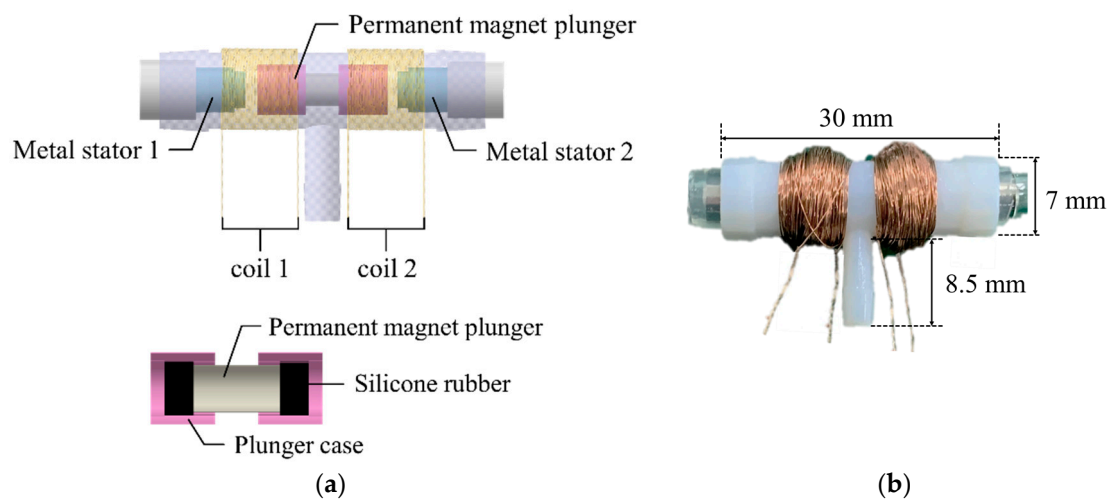 Permanent magnet plunger
Metal stator 1
Metal stator 2
coil 1
coil 2
Permanent magnet plunger
Silicone rubber
Plunger case
(a)
30 mm
7 mm
8.5 mm
(b)